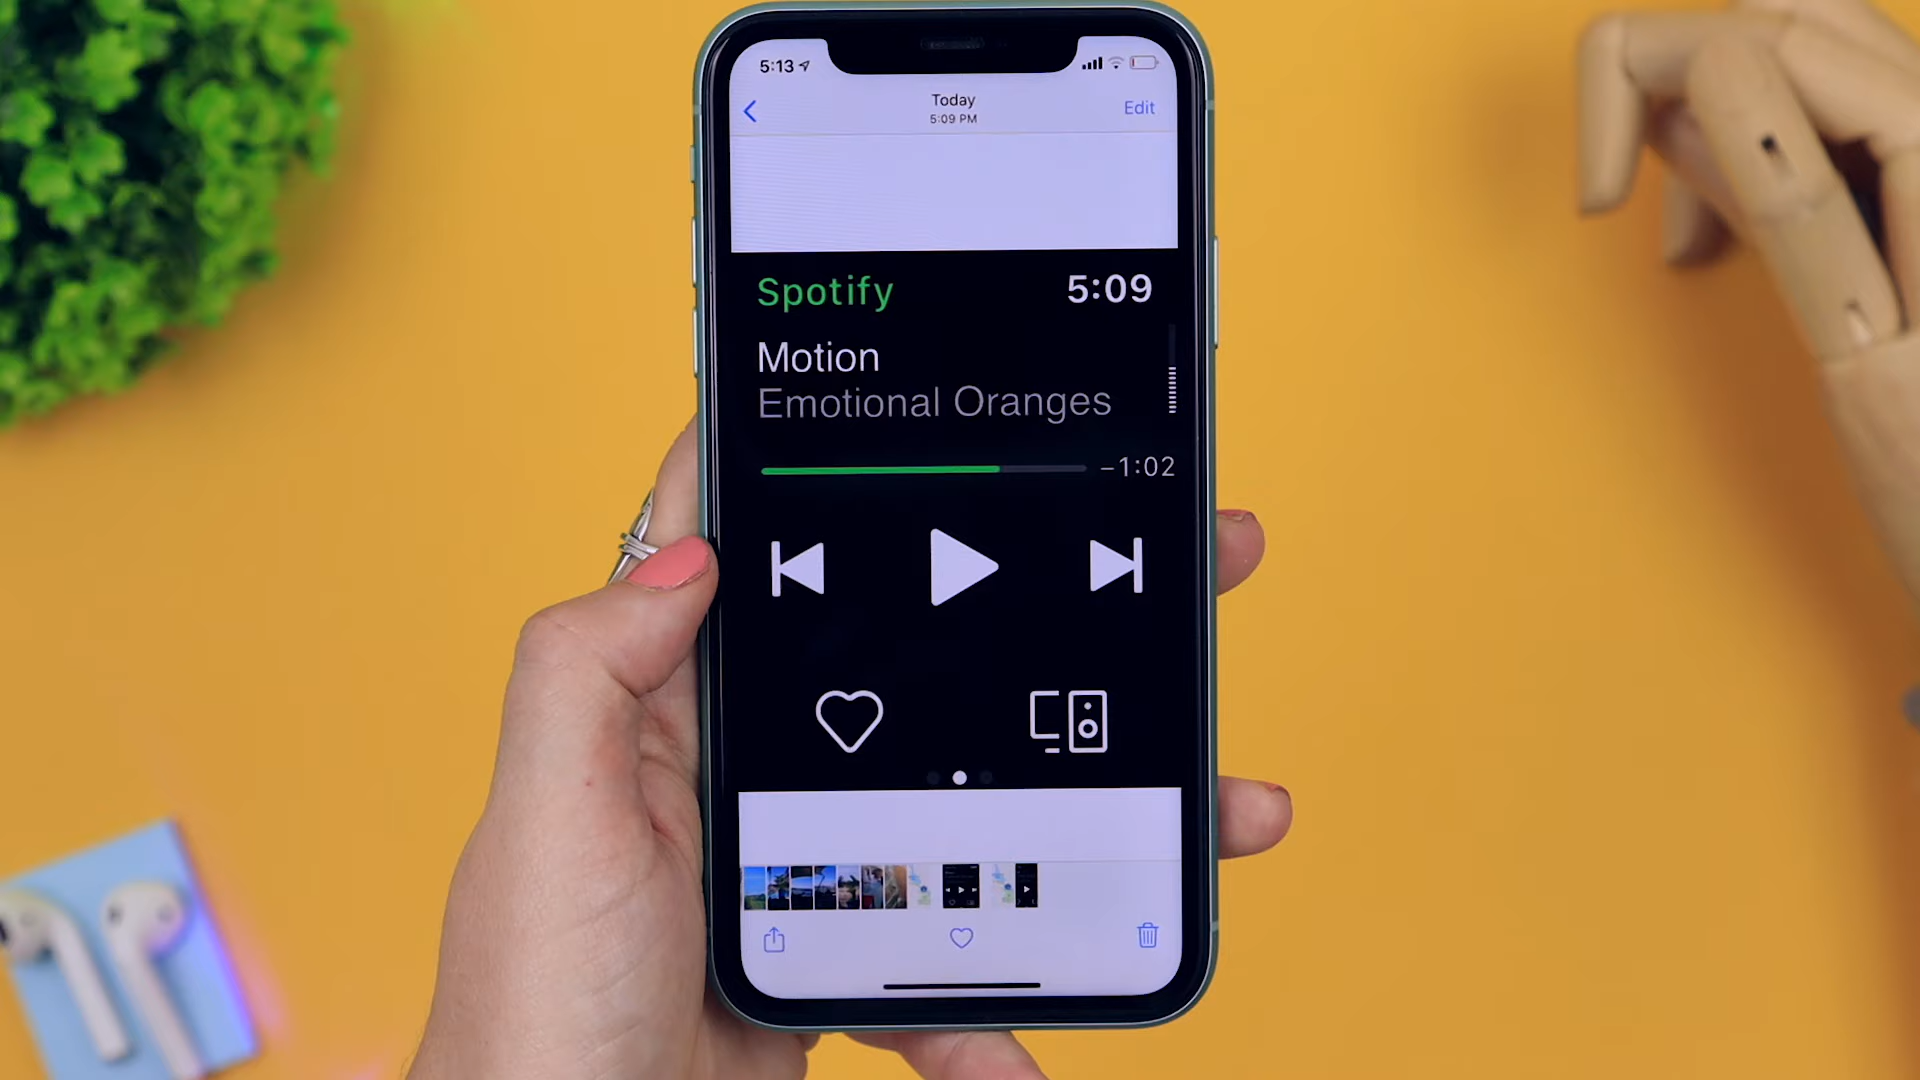 5:13
Today
5:09 PM
Edit
Spotify
5:09
Motion
Emotional Oranges
-1:02